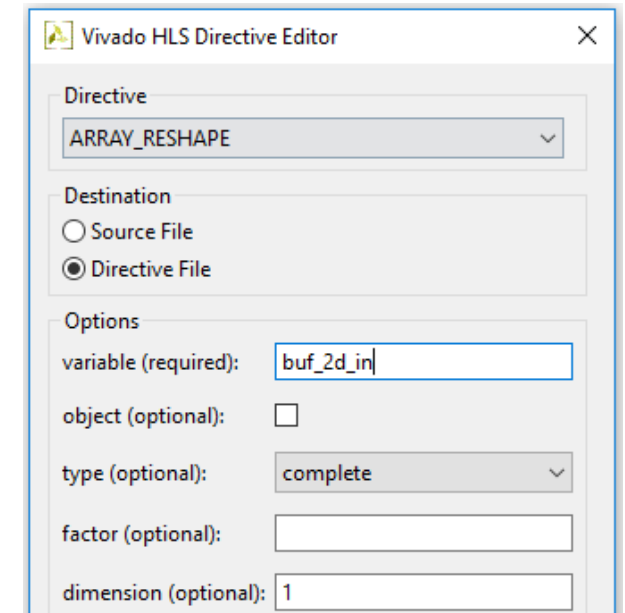 Vivado HLS Directive Editor
Directive
ARRAY_RESHAPE
Destination
Source File
Directive File
Options
variable (required): buf_2d_in
object (optional):
type (optional): complete
factor (optional):
dimension (optional): 1